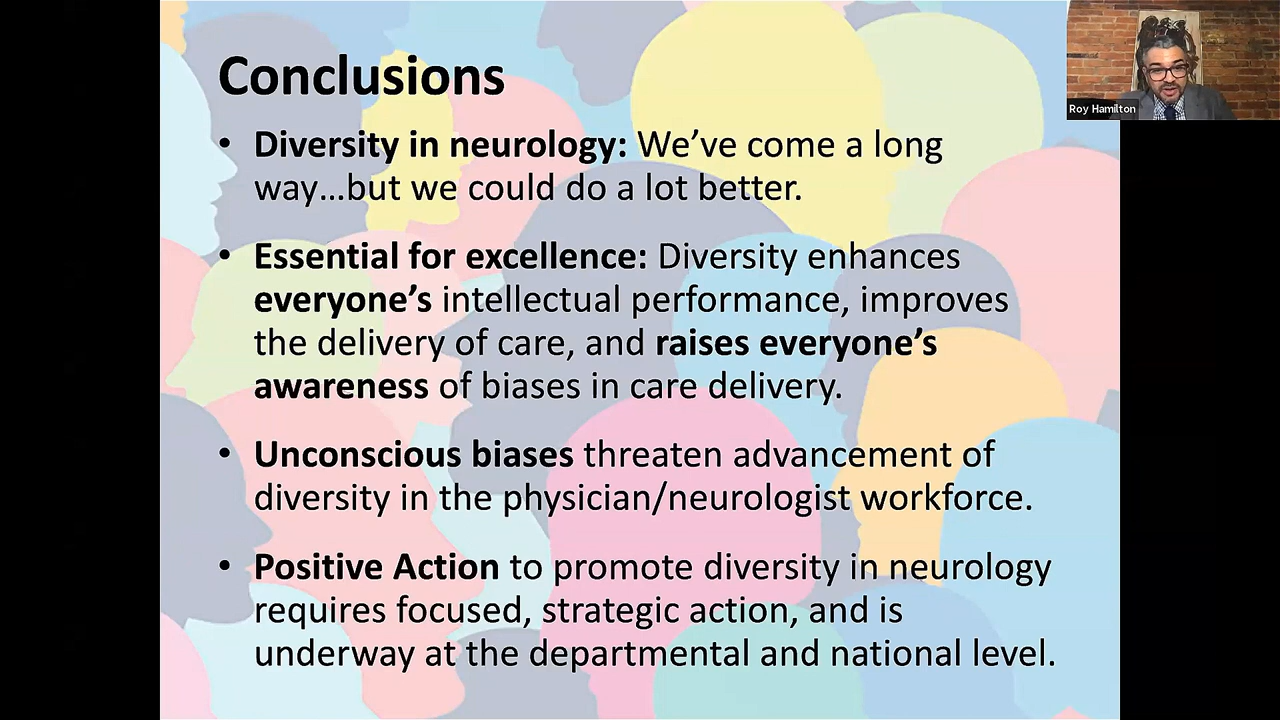 Conclusions
• Diversity in neurology: We’ve come a long
way…but we could do a lot better.
• Essential for excellence: Diversity enhances
everyone’s intellectual performance, improves
the delivery of care, and raises everyone’s
awareness of biases in care delivery.
• Unconscious biases threaten advancement of
diversity in the physician/neurologist workforce.
• Positive Action to promote diversity in neurology
requires focused, strategic action, and is
underway at the departmental and national level.
Roy Hamilton